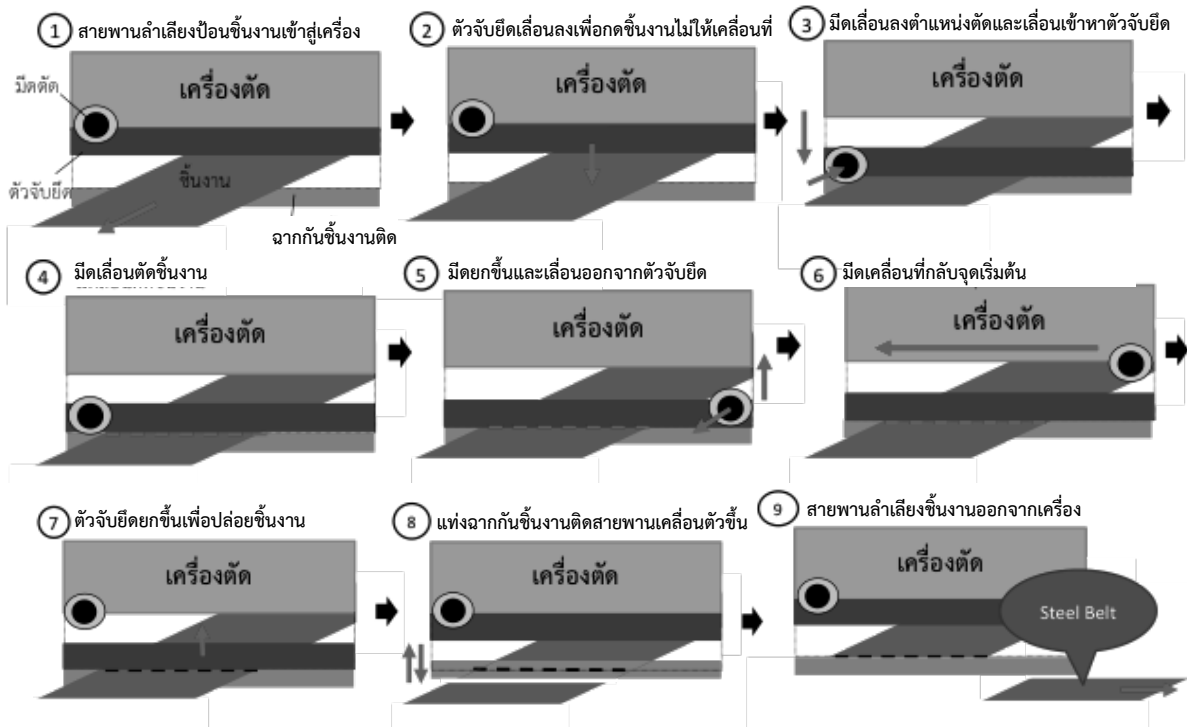 1 สายพานลำเลียงป้อนชิ้นงานเข้าสู่เครื่อง
มีดตัด
เครื่องตัด
ตัวจับยึด
ชิ้นงาน
ฉากกันชิ้นงานติด
2 ตัวจับยึดเลื่อนลงเพื่อกดชิ้นงานไม่ให้เคลื่อนที่
เครื่องตัด
3 มีดเลื่อนลงตำแหน่งตัดและเลื่อนเข้าหาตัวจับยึด
เครื่องตัด
4 มีดเลื่อนตัดชิ้นงาน
เครื่องตัด
5 มีดยกขึ้นและเลื่อนออกจากตัวจับยึด
เครื่องตัด
6 มีดเคลื่อนที่กลับจุดเริ่มต้น
เครื่องตัด
7 ตัวจับยึดยกขึ้นเพื่อปล่อยชิ้นงาน
เครื่องตัด
8 แท่งฉากกันชิ้นงานติดสายพานเคลื่อนตัวขึ้น
เครื่องตัด
9 สายพานลำเลียงชิ้นงานออกจากเครื่อง
เครื่องตัด
Steel Belt